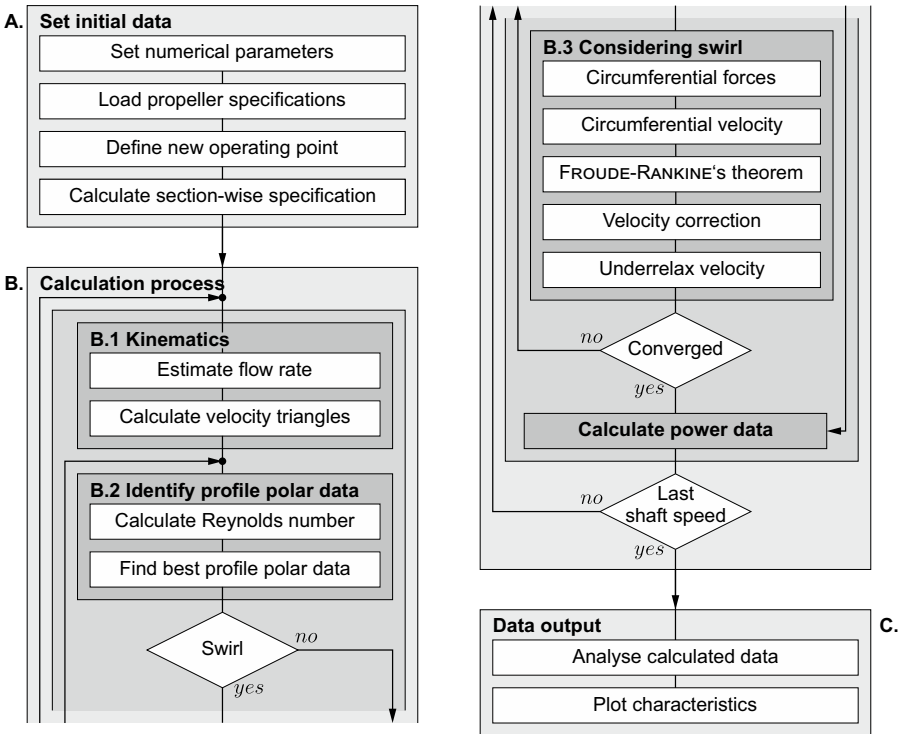 A.
Set initial data
Set numerical parameters
Load propeller specifications
Define new operating point
Calculate section-wise specification
B.
Calculation process
B.1 Kinematics
Estimate flow rate
Calculate velocity triangles
B.2 Identify profile polar data
Calculate Reynolds number
Find best profile polar data
Swirl
no
yes
B.3 Considering swirl
Circumferential forces
Circumferential velocity
FROUDE-RANKINE‘s theorem
Velocity correction
Underrelax velocity
no
Converged
yes
Calculate power data
no
Last
shaft speed
yes
Data output
C.
Analyse calculated data
Plot characteristics